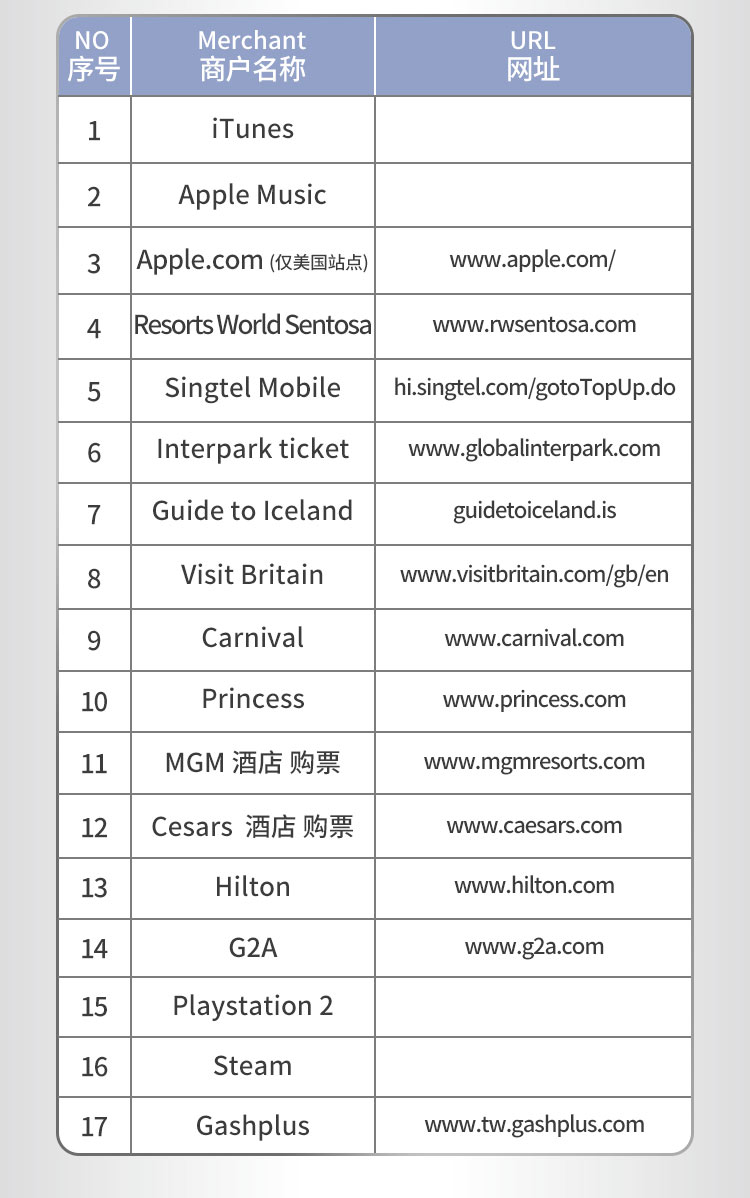 NO Merchant URL
序号 商户名称 网址
1 iTunes
2 Apple Music
3 Apple.com (仅美国站点) www.apple.com/
4 Resorts World Sentosa www.rwsentosa.com
5 Singtel Mobile hi.singtel.com/gotoTopUp.do
6 Interpark ticket www.globalinterpark.com
7 Guide to Iceland guidetoiceland.is
8 Visit Britain www.visitbritain.com/gb/en
9 Carnival www.carnival.com
10 Princess www.princess.com
11 MGM 酒店 购票 www.mgmresorts.com
12 Cesars 酒店 购票 www.caesars.com
13 Hilton www.hilton.com
14 G2A www.g2a.com
15 Playstation 2
16 Steam
17 Gashplus www.tw.gashplus.com